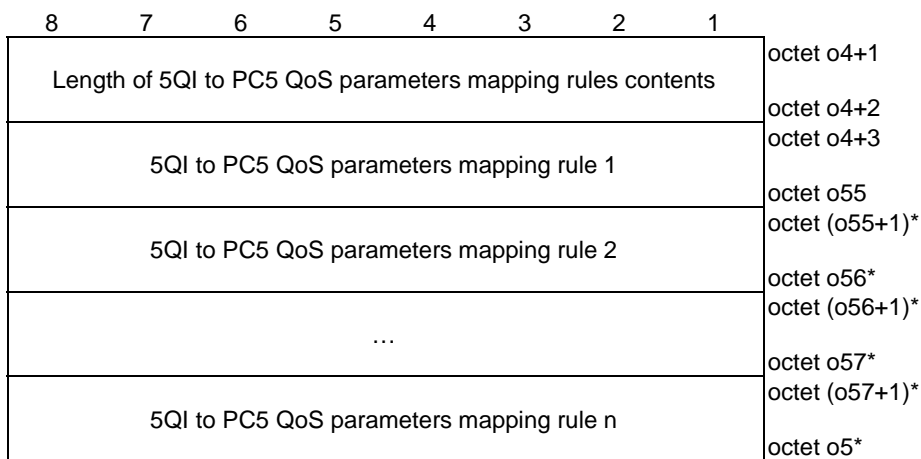 8 7 6 5 4 3 2 1
Length of 5QI to PC5 QoS parameters mapping rules contents
octet o4+1
octet o4+2
5QI to PC5 QoS parameters mapping rule 1
octet o4+3
octet o55
5QI to PC5 QoS parameters mapping rule 2
octet (o55+1)*
octet o56*
…
octet (o56+1)*
octet o57*
5QI to PC5 QoS parameters mapping rule n
octet (o57+1)*
octet o5*